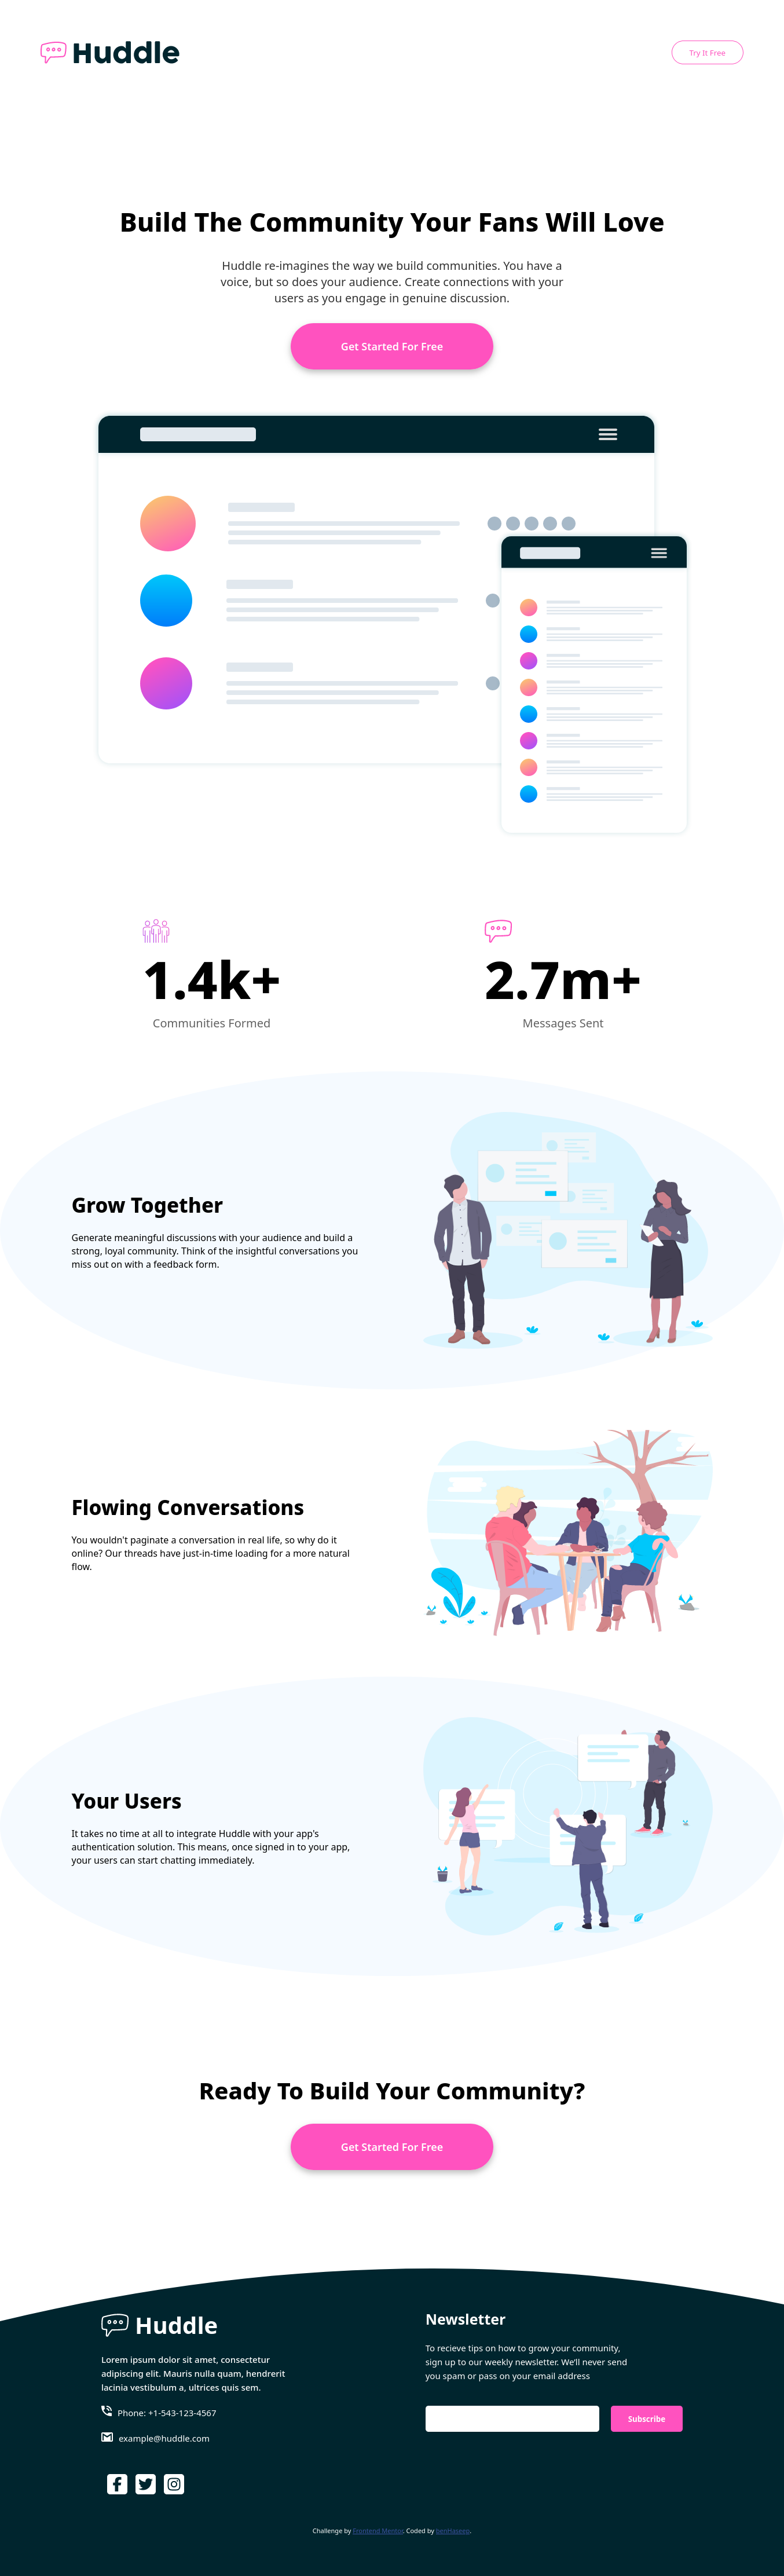 Huddle
Try It Free
Build The Community Your Fans Will Love
Huddle re-imagines the way we build communities. You have a
voice, but so does your audience. Create connections with your
users as you engage in genuine discussion.
Get Started For Free
1.4k+
Communities Formed
2.7m+
Messages Sent
Grow Together
Generate meaningful discussions with your audience and build a
strong, loyal community. Think of the insightful conversations you
miss out on with a feedback form.
Flowing Conversations
You wouldn't paginate a conversation in real life, so why do it
online? Our threads have just-in-time loading for a more natural
flow.
Your Users
It takes no time at all to integrate Huddle with your app's
authentication solution. This means, once signed in to your app,
your users can start chatting immediately.
Ready To Build Your Community?
Get Started For Free
Huddle
Lorem ipsum dolor sit amet, consectetur
adipiscing elit. Mauris nulla quam, hendrerit
lacinia vestibulum a, ultrices quis sem.
Phone: +1-543-123-4567
example@huddle.com
Newsletter
To recieve tips on how to grow your community,
sign up to our weekly newsletter. We'll never send
you spam or pass on your email address
Subscribe
Challenge by Frontend Mentor. Coded by